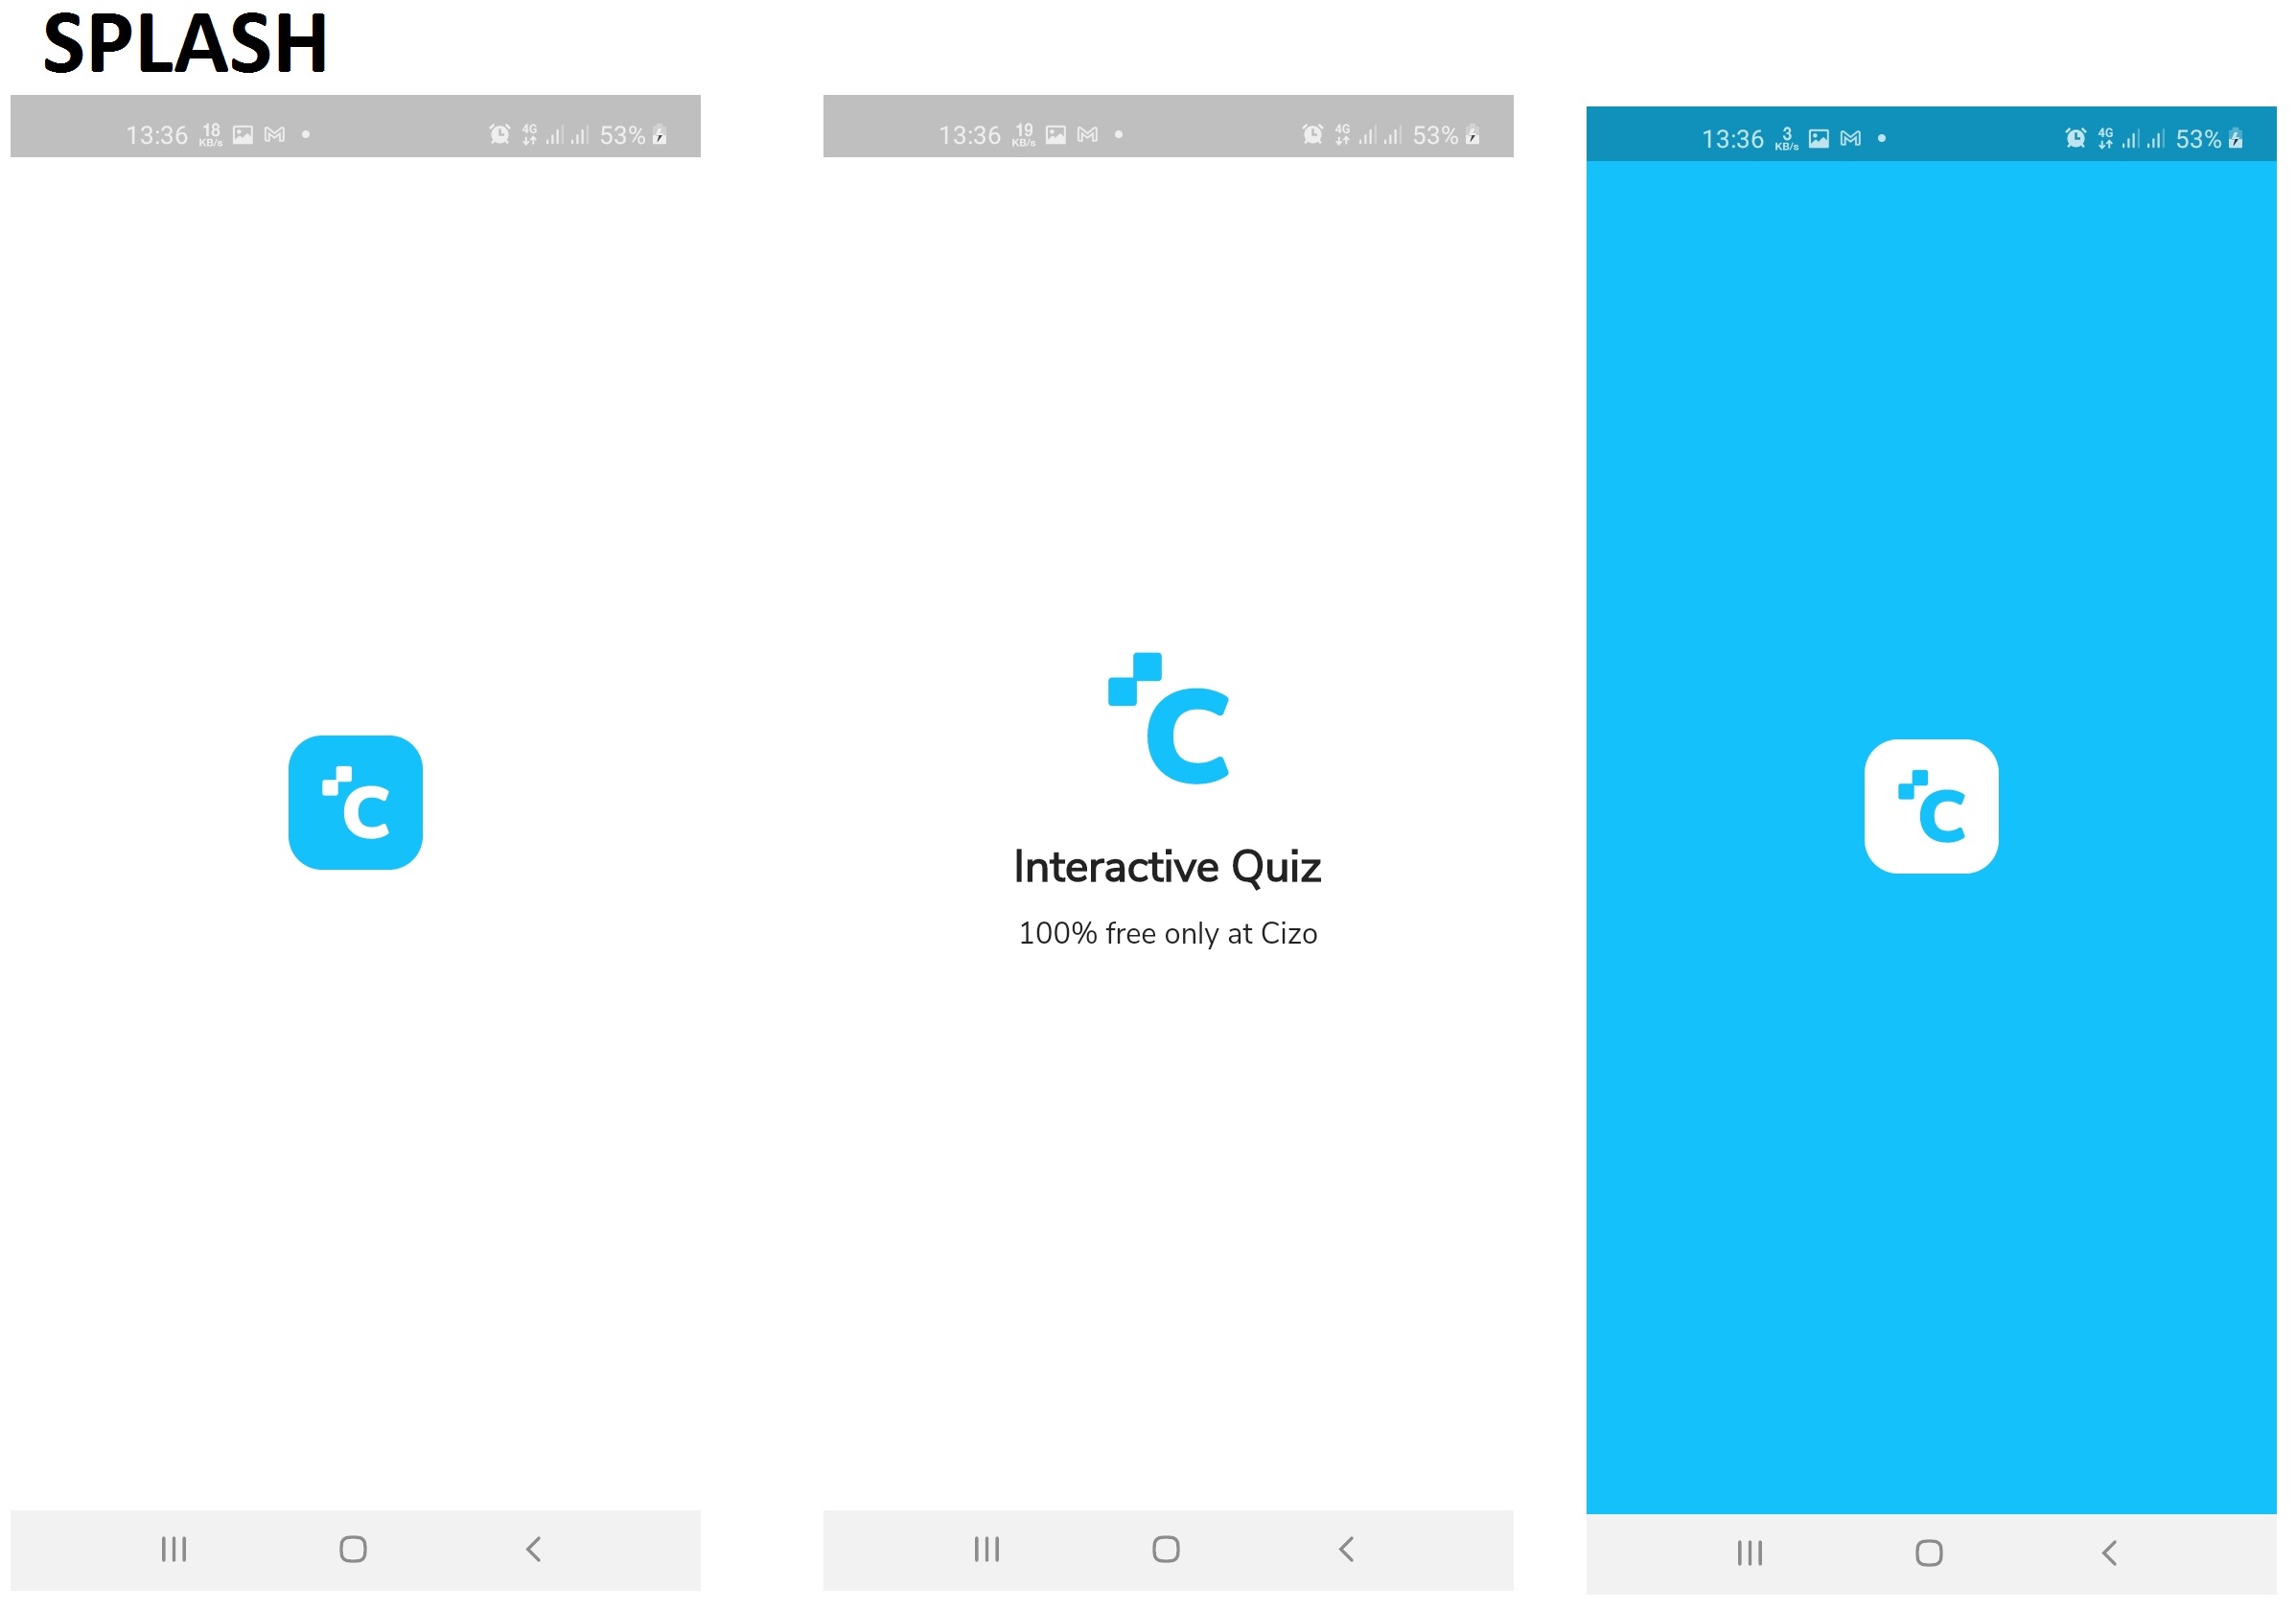 SPLASH
13:36 18 KB/s 4G 53%
13:36 19 KB/s 4G 53%
13:36 3 KB/s 4G 53%
C
C
Interactive Quiz
100% free only at Cizo
C